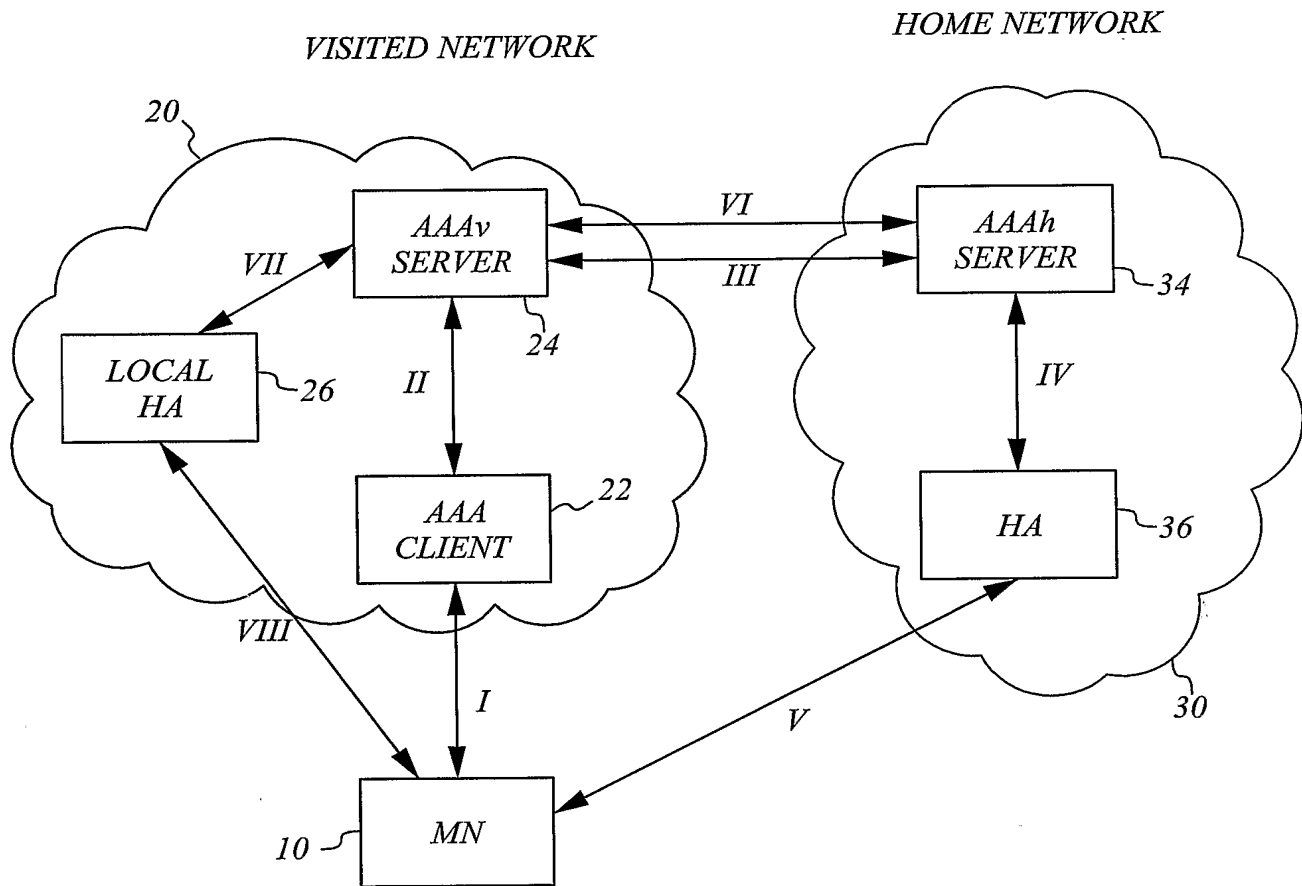 VISITED NETWORK
HOME NETWORK
20
AAAv
SERVER
24
VI
III
AAAh
SERVER
34
VII
LOCAL
HA
26
II
IV
AAA
CLIENT
22
HA
36
VIII
I
V
30
MN
10